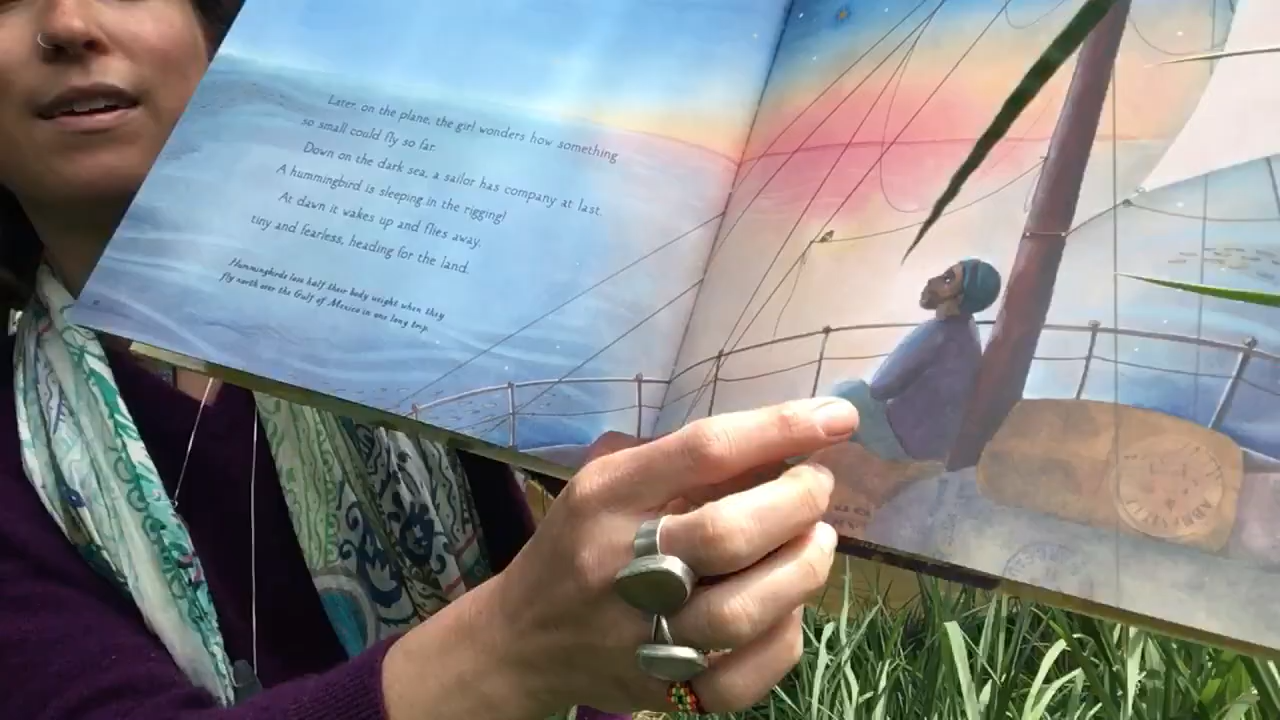 Later, on the plane, the girl wonders how something
so small could fly so far.
Down on the dark sea, a sailor has company at last.
A hummingbird is sleeping in the rigging!
At dawn it wakes up and flies away,
tiny and fearless, heading for the land.
Hummingbirds lose half their body weight when they
fly north over the Gulf of Mexico in one long trip.